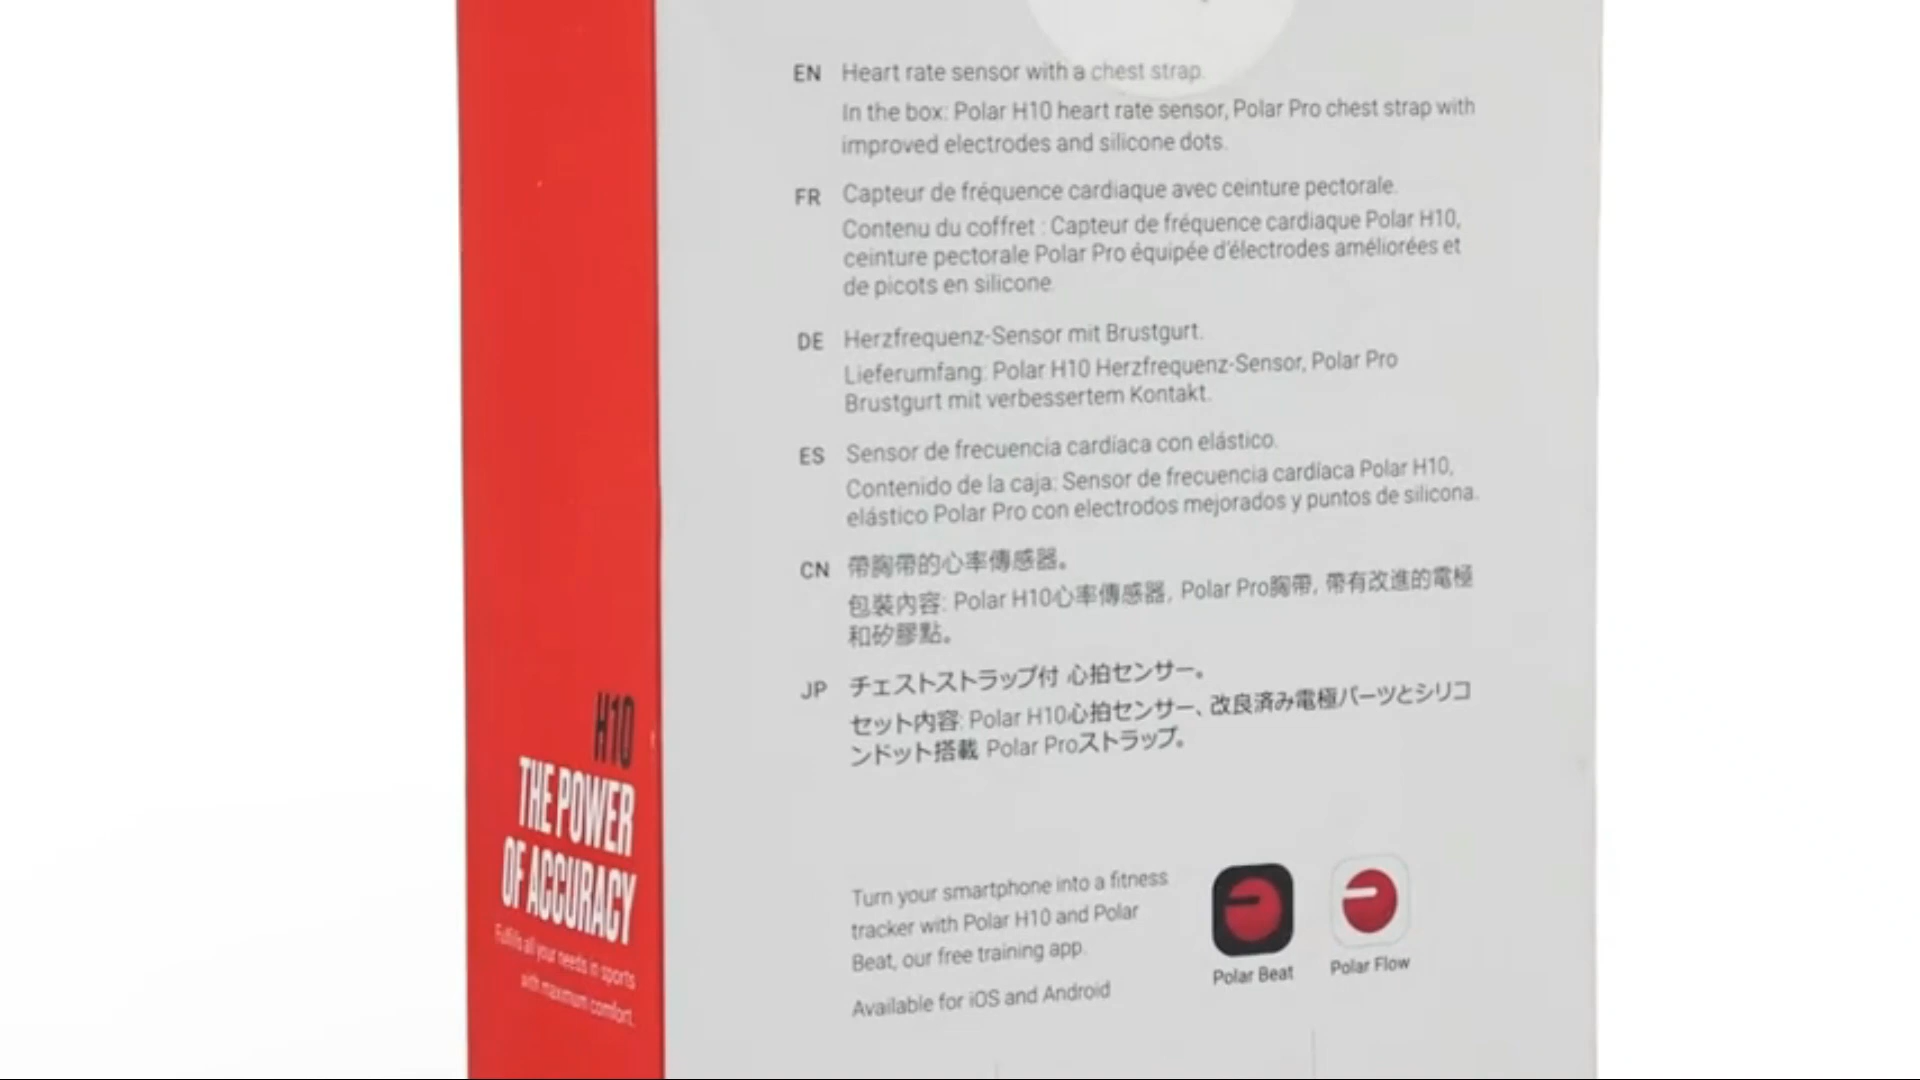 EN Heart rate sensor with a chest strap.
In the box: Polar H10 heart rate sensor, Polar Pro chest strap with
improved electrodes and silicone dots.
FR Capteur de fréquence cardiaque avec ceinture pectorale.
Contenu du coffret : Capteur de fréquence cardiaque Polar H10,
ceinture pectorale Polar Pro équipée d'électrodes améliorées et
de picots en silicone.
DE Herzfrequenz-Sensor mit Brustgurt.
Lieferumfang: Polar H10 Herzfrequenz-Sensor, Polar Pro
Brustgurt mit verbessertem Kontakt.
ES Sensor de frecuencia cardíaca con elástico.
Contenido de la caja: Sensor de frecuencia cardíaca Polar H10,
elástico Polar Pro con electrodos mejorados y puntos de silicona.
CN 帶胸帶的心率傳感器。
包裝內容: Polar H10心率傳感器, Polar Pro胸帶, 帶有改進的電極
和矽膠點。
JP チェストストラップ付 心拍センサー。
セット内容: Polar H10心拍センサー、改良済み電極パーツとシリコ
ンドット搭載 Polar Proストラップ。
Turn your smartphone into a fitness
tracker with Polar H10 and Polar
Beat, our free training app.
Available for iOS and Android
Polar Beat
Polar Flow
H10
THE POWER
OF ACCURACY
Fulfills all your needs in sports
with maximum comfort.